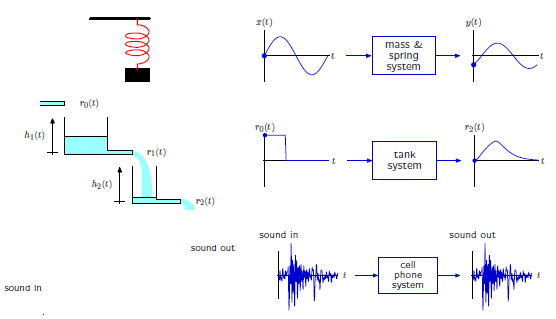 x(t)
t
mass &
spring
system
y(t)
t
r₀(t)
h₁(t)
r₁(t)
h₂(t)
r₂(t)
r₀(t)
t
tank
system
r₂(t)
t
sound out
sound in
sound in
t
cell
phone
system
sound out
t